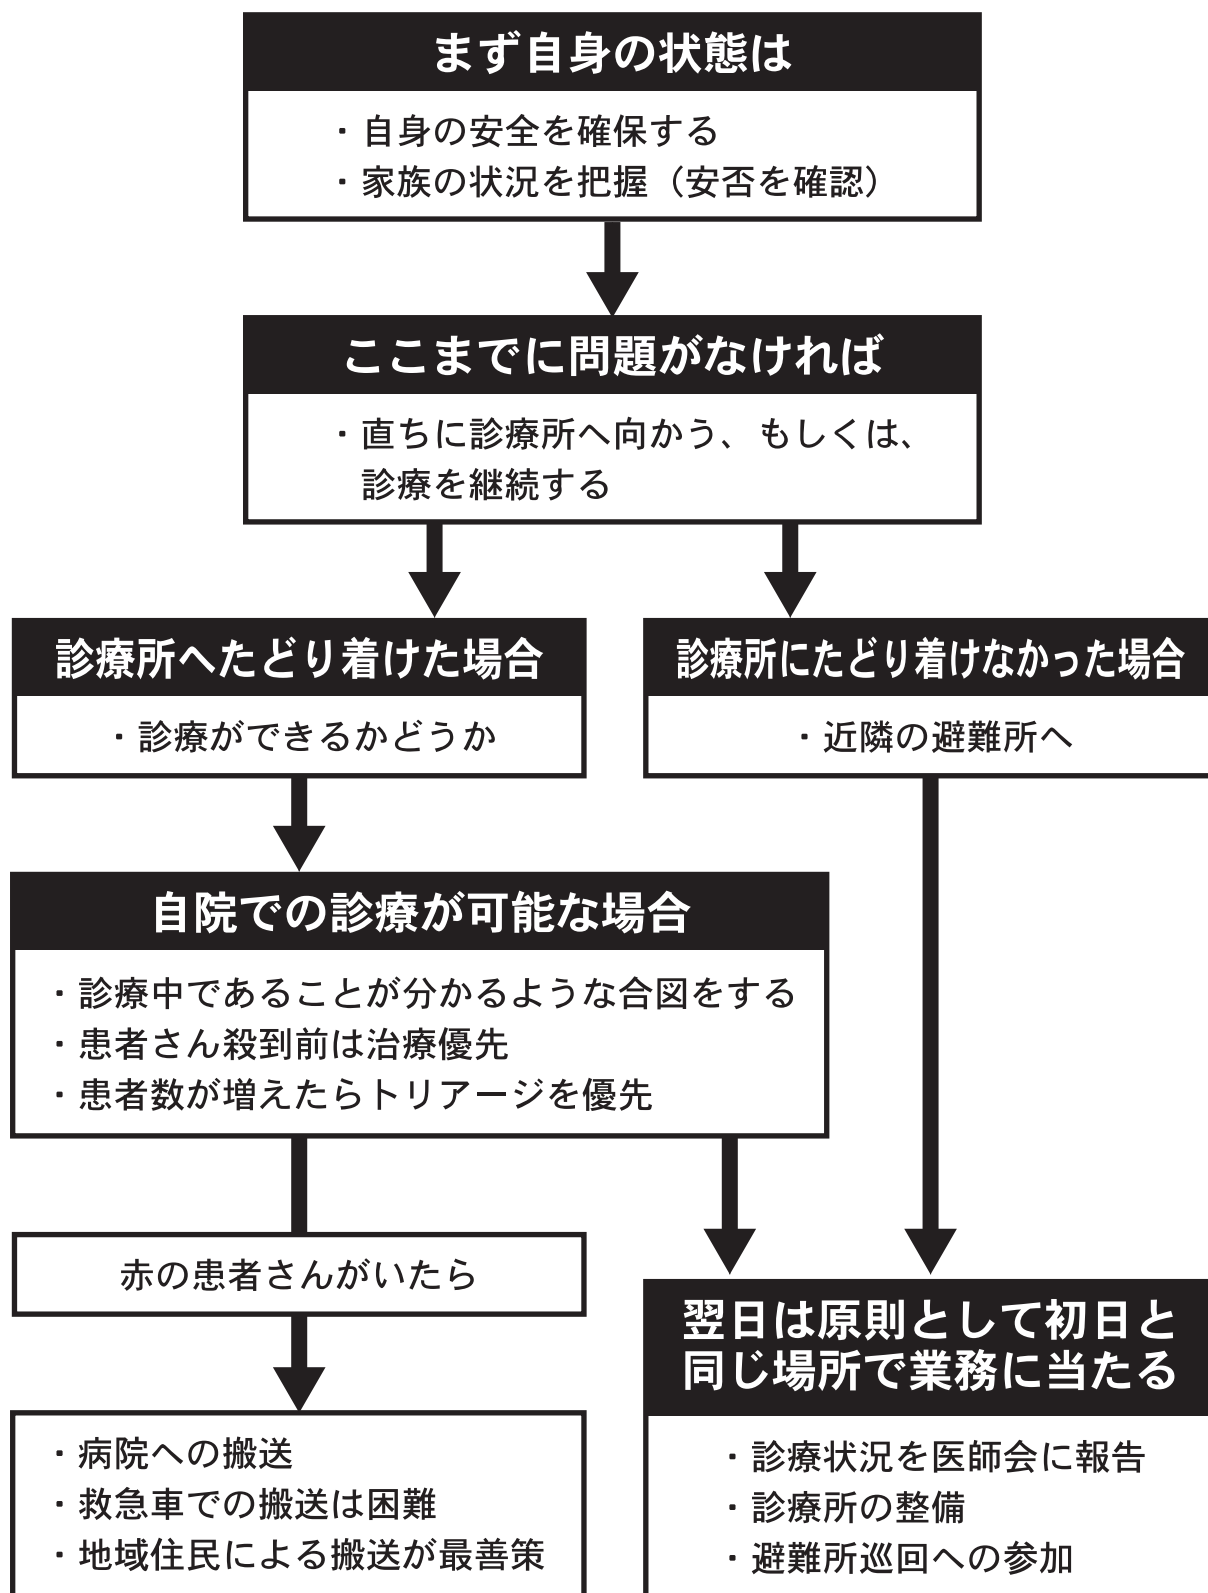 まず自身の状態は
・自身の安全を確保する
・家族の状況を把握（安否を確認）
ここまでに問題がなければ
・直ちに診療所へ向かう、もしくは、
診療を継続する
診療所へたどり着けた場合
・診療ができるかどうか
診療所にたどり着けなかった場合
・近隣の避難所へ
自院での診療が可能な場合
・診療中であることが分かるような合図をする
・患者さん殺到前は治療優先
・患者数が増えたらトリアージを優先
赤の患者さんがいたら
・病院への搬送
・救急車での搬送は困難
・地域住民による搬送が最善策
翌日は原則として初日と
同じ場所で業務に当たる
・診療状況を医師会に報告
・診療所の整備
・避難所巡回への参加